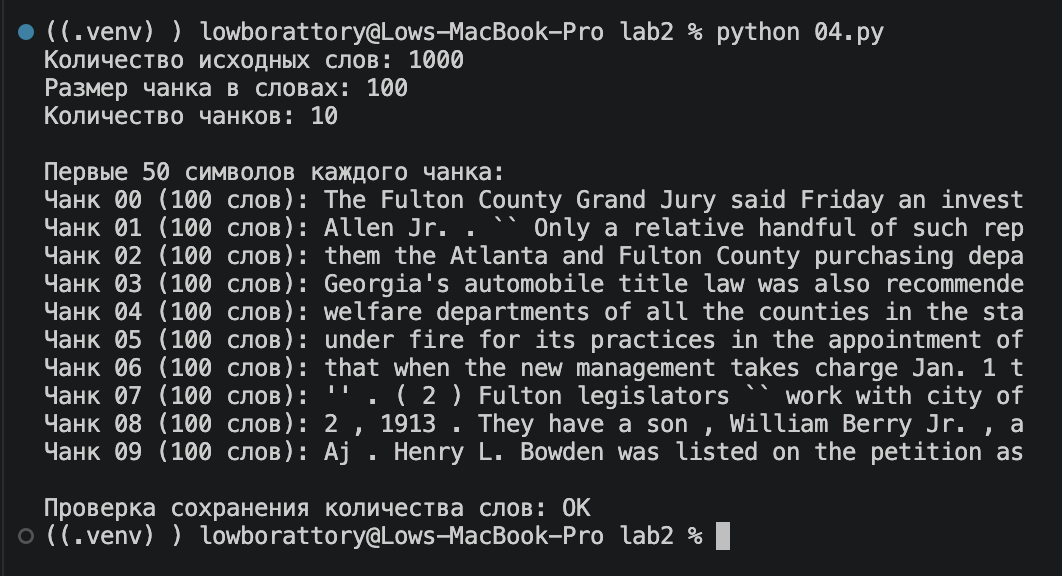 ((.venv) ) lowborattory@Lows-MacBook-Pro lab2 % python 04.py
Количество исходных слов: 1000
Размер чанка в словах: 100
Количество чанков: 10
Первые 50 символов каждого чанка:
Чанк 00 (100 слов): The Fulton County Grand Jury said Friday an invest
Чанк 01 (100 слов): Allen Jr. . `` Only a relative handful of such rep
Чанк 02 (100 слов): them the Atlanta and Fulton County purchasing depa
Чанк 03 (100 слов): Georgia's automobile title law was also recommende
Чанк 04 (100 слов): welfare departments of all the counties in the sta
Чанк 05 (100 слов): under fire for its practices in the appointment of
Чанк 06 (100 слов): that when the new management takes charge Jan. 1 t
Чанк 07 (100 слов): '' . ( 2 ) Fulton legislators `` work with city of
Чанк 08 (100 слов): 2 , 1913 . They have a son , William Berry Jr. , a
Чанк 09 (100 слов): Aj . Henry L. Bowden was listed on the petition as
Проверка сохранения количества слов: OK
((.venv) ) lowborattory@Lows-MacBook-Pro lab2 %